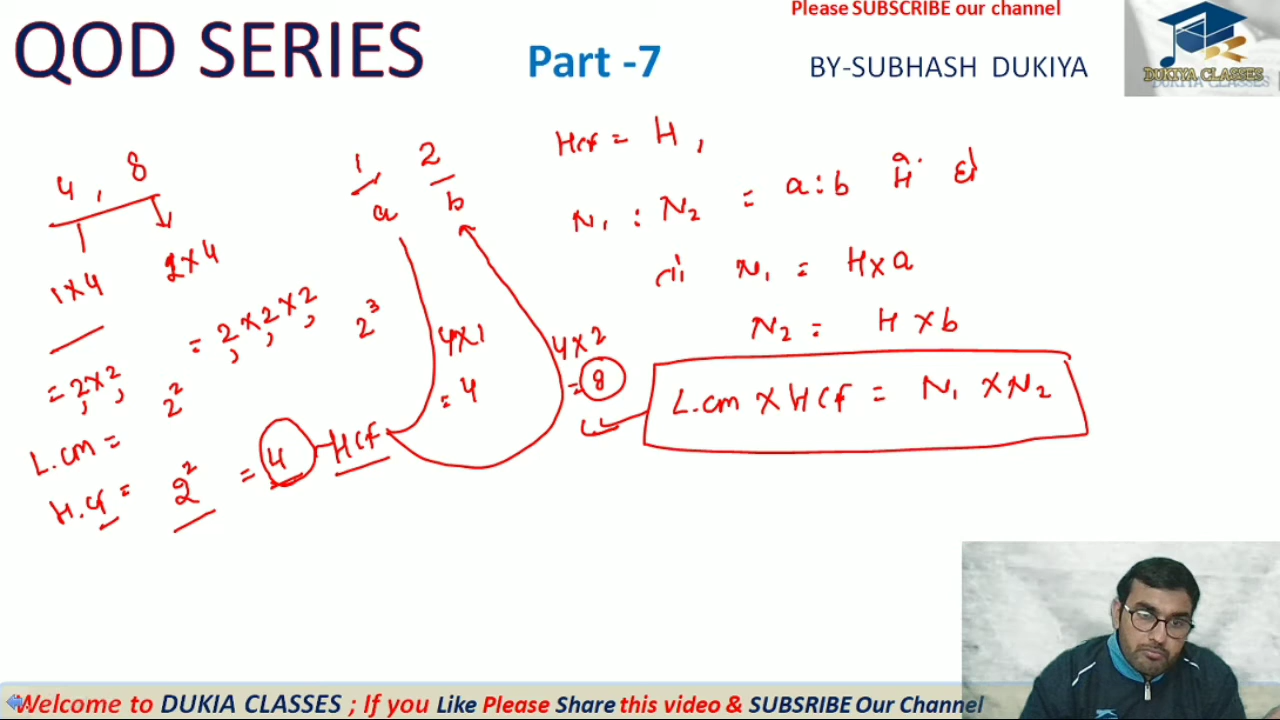 Please SUBSCRIBE our channel
QOD SERIES
Part -7
BY-SUBHASH DUKIYA
DUKIYA CLASSES
4, 8
1×4 2×4
= 2×2, = 2×2×2,
2² 2³
L.cm =
H.cf = 2² = 4 - HCf
1, 2
a b
4×1
= 4
4×2
= 8
Hcf = H,
N₁ : N₂ = a:b
N₁ = H×a
N₂ = H×b
L.cm × HCf = N₁ × N₂
Welcome to DUKIA CLASSES ; If you Like Please Share this video & SUBSRIBE Our Channel